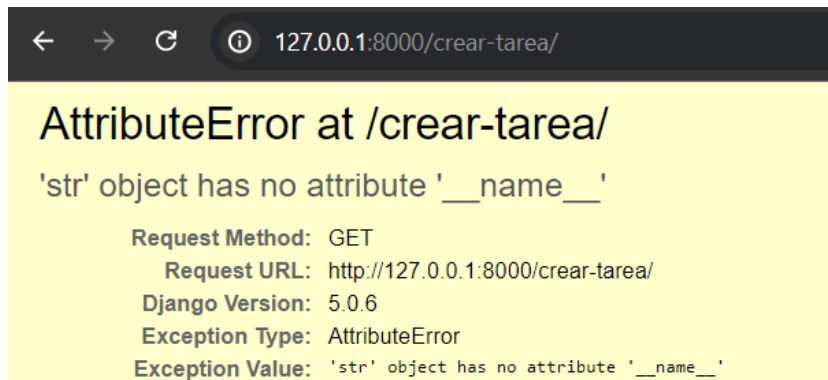 127.0.0.1:8000/crear-tarea/
AttributeError at /crear-tarea/
'str' object has no attribute '__name__'
Request Method: GET
Request URL: http://127.0.0.1:8000/crear-tarea/
Django Version: 5.0.6
Exception Type: AttributeError
Exception Value: 'str' object has no attribute '__name__'